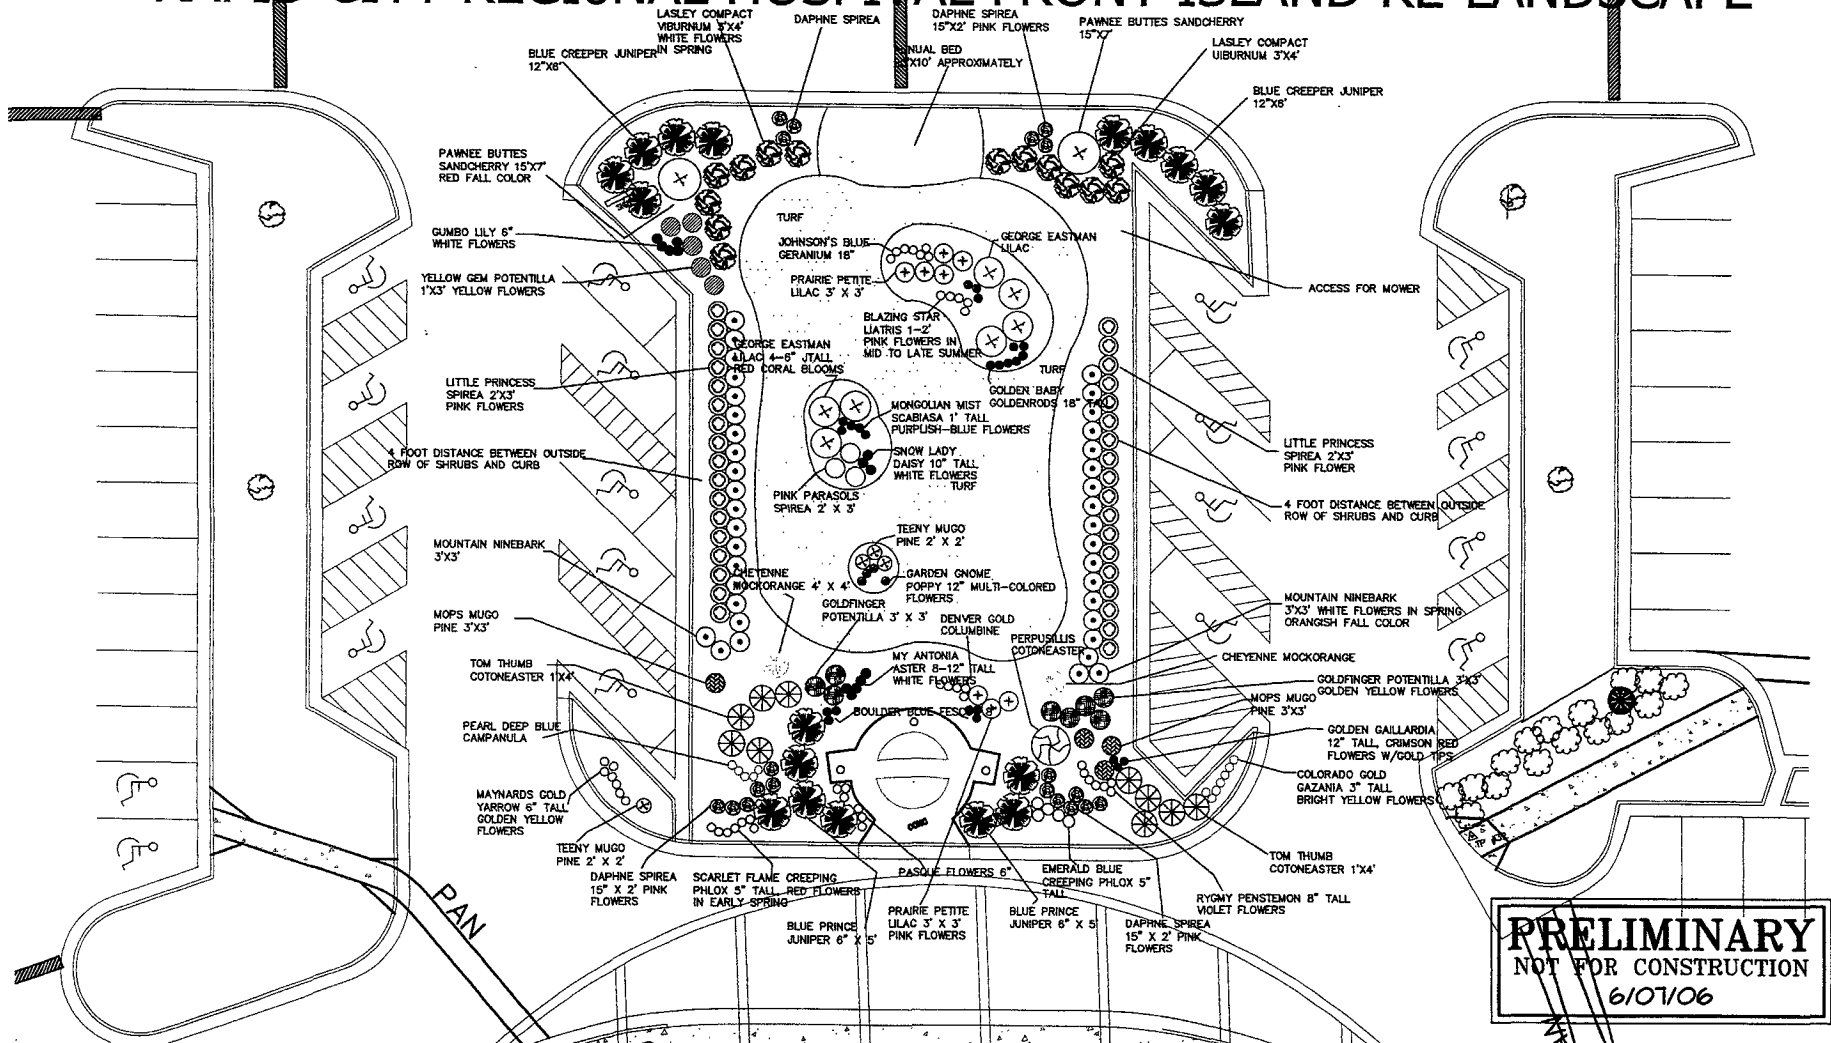 RAPID CITY REGIONAL HOSPITAL FRONT ISLAND RE-LANDSCAPE
LASLEY COMPACT
VIBURNUM 3'X4'
WHITE FLOWERS
IN SPRING
DAPHNE SPIREA
DAPHNE SPIREA
15"X2' PINK FLOWERS
PAWNEE BUTTES SANDCHERRY
15"X7'
BLUE CREEPER JUNIPER
12"X8'
NUAL BED
X10' APPROXIMATELY
LASLEY COMPACT
UIBURNUM 3'X4'
BLUE CREEPER JUNIPER
12"X8'
PAWNEE BUTTES
SANDCHERRY 15"X7'
RED FALL COLOR
GUMBO LILY 6"
WHITE FLOWERS
YELLOW GEM POTENTILLA
1'X3' YELLOW FLOWERS
TURF
JOHNSON'S BLUE
GERANIUM 18"
PRAIRIE PETITE
LILAC 3' X 3'
GEORGE EASTMAN
LILAC
ACCESS FOR MOWER
BLAZING STAR
LIATRIS 1-2'
PINK FLOWERS IN
MID TO LATE SUMMER
GEORGE EASTMAN
LILAC 4-6" JTALL
RED CORAL BLOOMS
TURF
LITTLE PRINCESS
SPIREA 2'X3'
PINK FLOWERS
GOLDEN BABY
GOLDENRODS 18" TALL
MONGOLIAN MIST
SCABIASA 1' TALL
PURPLISH-BLUE FLOWERS
LITTLE PRINCESS
SPIREA 2'X3'
PINK FLOWER
4 FOOT DISTANCE BETWEEN OUTSIDE
ROW OF SHRUBS AND CURB
SNOW LADY
DAISY 10" TALL
WHITE FLOWERS
TURF
PINK PARASOLS
SPIREA 2' X 3'
4 FOOT DISTANCE BETWEEN OUTSIDE
ROW OF SHRUBS AND CURB
TEENY MUGO
PINE 2' X 2'
MOUNTAIN NINEBARK
3'X3'
CHEYENNE
MOCKORANGE 4' X 4'
GARDEN GNOME
POPPY 12" MULTI-COLORED
FLOWERS
GOLDFINGER
POTENTILLA 3' X 3'
DENVER GOLD
COLUMBINE
MOUNTAIN NINEBARK
3'X3' WHITE FLOWERS IN SPRING
ORANGISH FALL COLOR
MOPS MUGO
PINE 3'X3'
PERPUSILLIS
COTONEASTER
CHEYENNE MOCKORANGE
TOM THUMB
COTONEASTER 1'X4'
MY ANTONIA
ASTER 8-12" TALL
WHITE FLOWERS
GOLDFINGER POTENTILLA 3'X3'
GOLDEN YELLOW FLOWERS
MOPS MUGO
PINE 3'X3'
BOULDER BLUE FESCUE 8"
PEARL DEEP BLUE
CAMPANULA
GOLDEN GAILLARDIA
12" TALL, CRIMSON RED
FLOWERS W/GOLD TIPS
COLORADO GOLD
GAZANIA 3" TALL
BRIGHT YELLOW FLOWERS
MAYNARDS GOLD
YARROW 6" TALL
GOLDEN YELLOW
FLOWERS
TEENY MUGO
PINE 2' X 2'
DAPHNE SPIREA
15" X 2' PINK
FLOWERS
SCARLET FLAME CREEPING
PHLOX 5" TALL, RED FLOWERS
IN EARLY SPRING
PASQUE FLOWERS 6"
EMERALD BLUE
CREEPING PHLOX 5"
TALL
TOM THUMB
COTONEASTER 1'X4'
RYGMY PENSTEMON 8" TALL
VIOLET FLOWERS
BLUE PRINCE
JUNIPER 6" X 5'
PRAIRIE PETITE
LILAC 3' X 3'
PINK FLOWERS
BLUE PRINCE
JUNIPER 6" X 5'
DAPHNE SPIREA
15" X 2' PINK
FLOWERS
PAN
PRELIMINARY
NOT FOR CONSTRUCTION
6/07/06